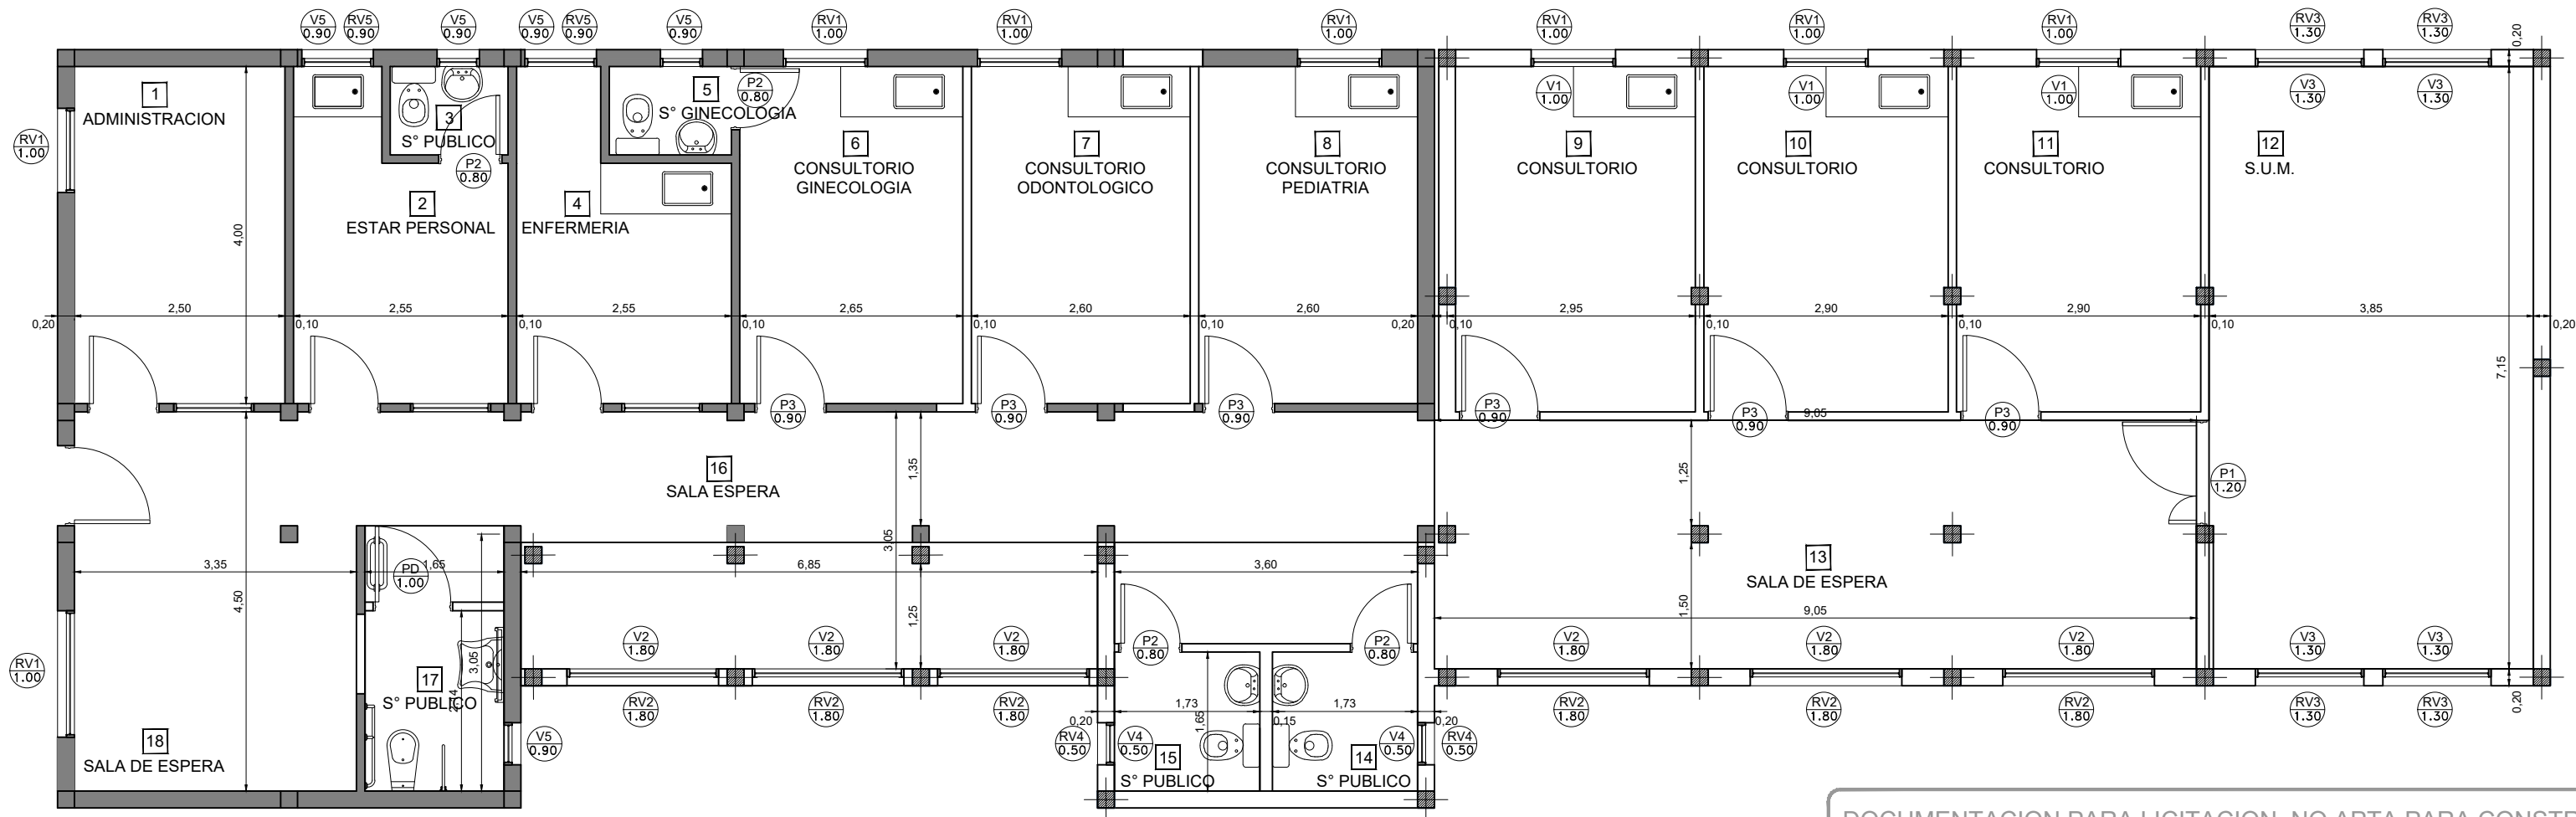 V5 0.90
RV5 0.90
V5 0.90
V5 0.90
RV5 0.90
V5 0.90
RV1 1.00
RV1 1.00
RV1 1.00
RV1 1.00
RV1 1.00
RV1 1.00
RV3 1.30
RV3 1.30
0,20
1
ADMINISTRACION
RV1 1.00
3
S° PUBLICO
P2 0.80
5
S° GINECOLOGIA
P2 0.80
V1 1.00
V1 1.00
V1 1.00
V3 1.30
V3 1.30
2
ESTAR PERSONAL
4
ENFERMERIA
6
CONSULTORIO
GINECOLOGIA
7
CONSULTORIO
ODONTOLOGICO
8
CONSULTORIO
PEDIATRIA
9
CONSULTORIO
10
CONSULTORIO
11
CONSULTORIO
12
S.U.M.
4,00
0,20
2,50
0,10
2,55
0,10
2,55
0,10
2,65
0,10
2,60
0,10
2,60
0,20
0,10
2,95
0,10
2,90
0,10
2,90
0,10
3,85
0,20
7,15
P3 0.90
P3 0.90
P3 0.90
P3 0.90
P3 0.90
9,05
P3 0.90
16
SALA ESPERA
1,35
3,05
1,25
1,25
P1 1.20
3,35
4,50
PD 1.00
1,65
6,85
3,60
13
SALA DE ESPERA
1,50
9,05
RV1 1.00
V2 1.80
V2 1.80
V2 1.80
P2 0.80
P2 0.80
V2 1.80
V2 1.80
V2 1.80
V3 1.30
V3 1.30
3,05
17
S° PUBLICO
RV2 1.80
RV2 1.80
RV2 1.80
0,20
1,73
1,65
0,15
1,73
0,20
RV2 1.80
RV2 1.80
RV2 1.80
RV3 1.30
RV3 1.30
0,20
18
SALA DE ESPERA
V5 0.90
RV4 0.50
V4 0.50
15
S° PUBLICO
14
S° PUBLICO
V4 0.50
RV4 0.50